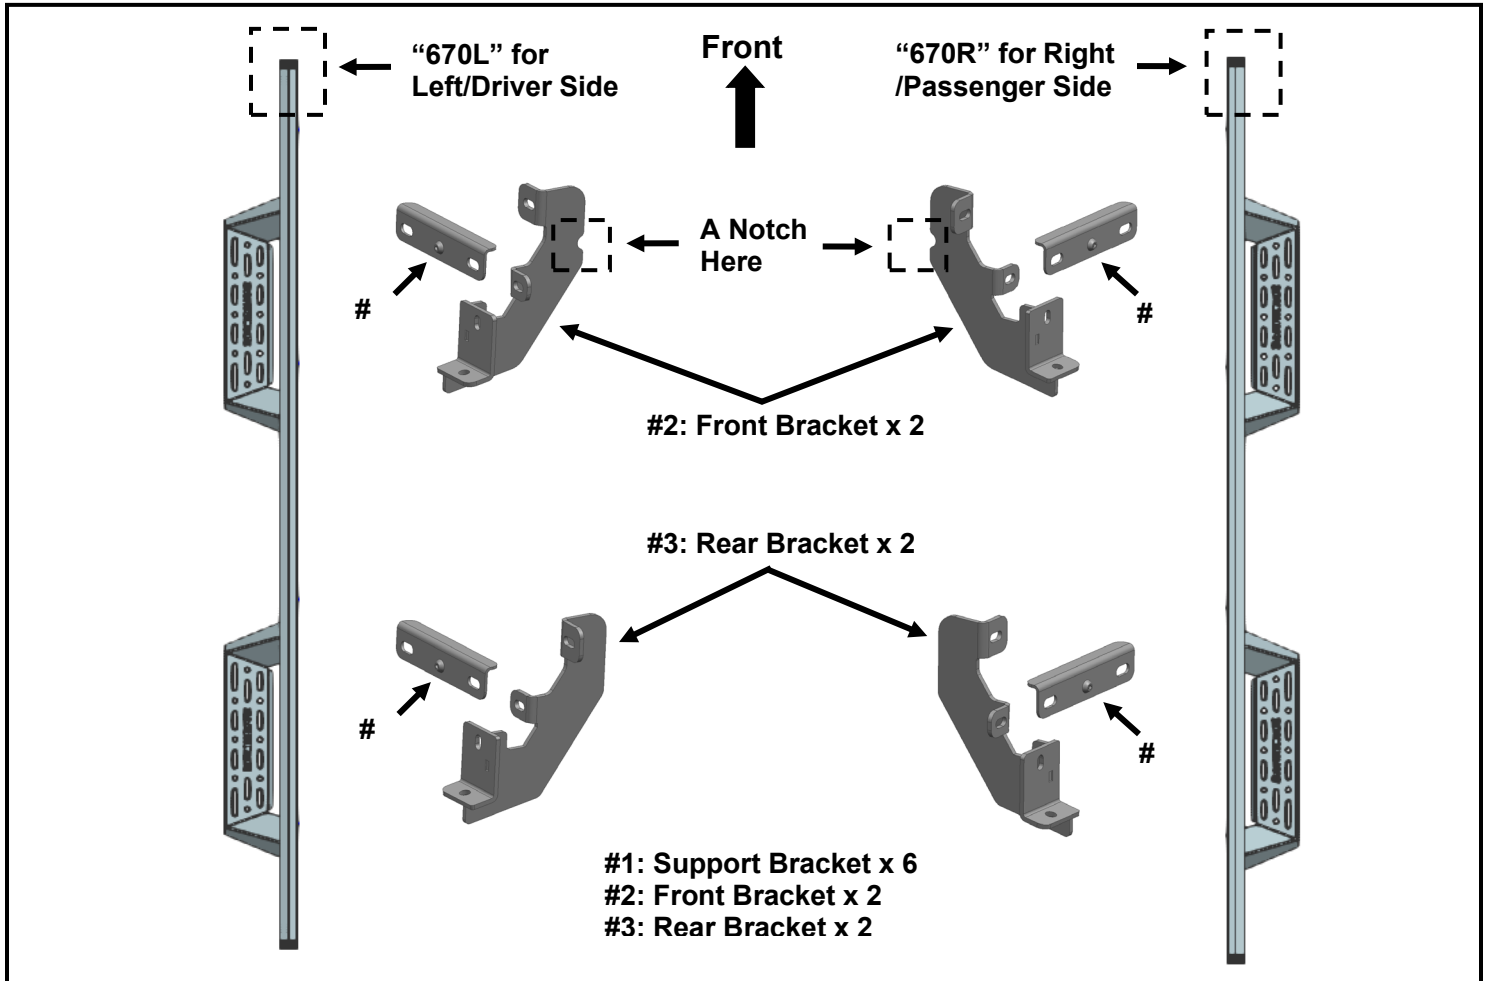 “670L” for
Left/Driver Side
Front
“670R” for Right
/Passenger Side
A Notch
Here
#
#
#2: Front Bracket x 2
#3: Rear Bracket x 2
#
#
#1: Support Bracket x 6
#2: Front Bracket x 2
#3: Rear Bracket x 2